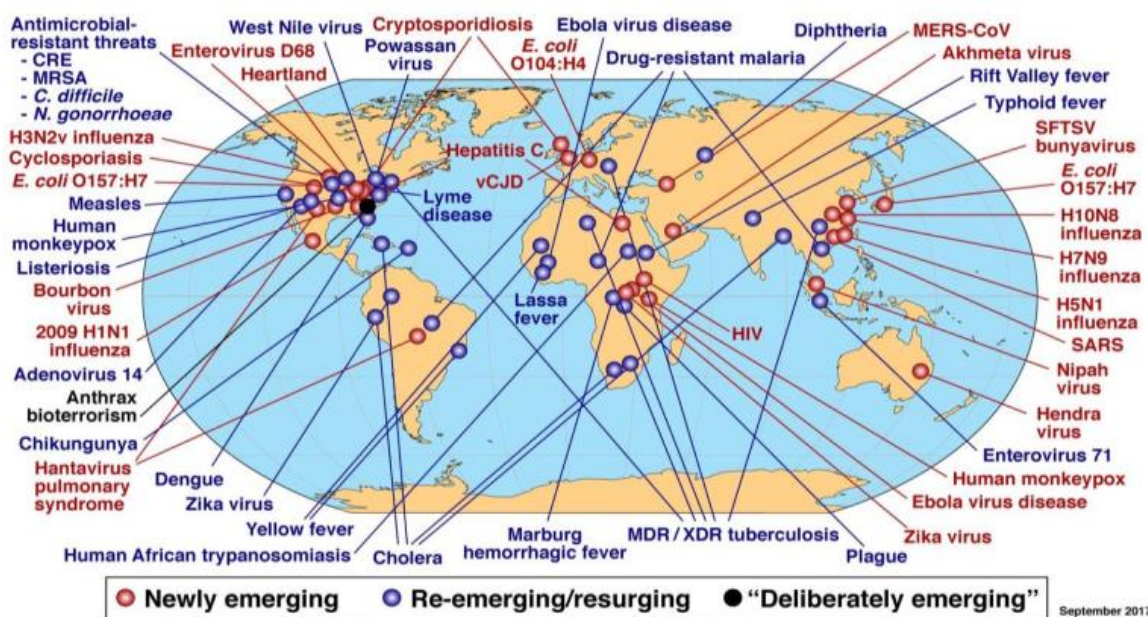 Antimicrobial-
resistant threats
- CRE
- MRSA
- C. difficile
- N. gonorrhoeae
H3N2v influenza
Cyclosporiasis
E. coli O157:H7
Measles
Human
monkeypox
Listeriosis
Bourbon
virus
2009 H1N1
influenza
Adenovirus 14
Anthrax
bioterrorism
Chikungunya
Hantavirus
pulmonary
syndrome
West Nile virus
Enterovirus D68
Heartland
Cryptosporidiosis
Powassan
virus
E. coli
O104:H4
Ebola virus disease
Drug-resistant malaria
Diphtheria
MERS-CoV
Akhmeta virus
Rift Valley fever
Typhoid fever
SFTSV
bunyavirus
E. coli
O157:H7
H10N8
influenza
H7N9
influenza
H5N1
influenza
SARS
Nipah
virus
Hendra
virus
Enterovirus 71
Human monkeypox
Ebola virus disease
Zika virus
Plague
Hepatitis C
vCJD
Lyme
disease
Lassa
fever
HIV
Dengue
Zika virus
Yellow fever
Human African trypanosomiasis
Cholera
Marburg
hemorrhagic fever
MDR / XDR tuberculosis
Newly emerging
Re-emerging/resurging
“Deliberately emerging”
September 2017